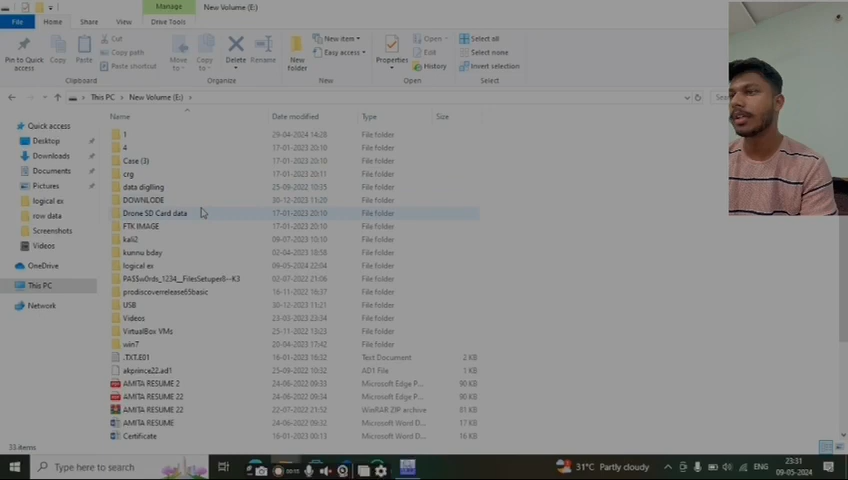 Manage
New Volume (E:)
File
Home
Share
View
Drive Tools
Pin to Quick access
Copy
Paste
Cut
Copy path
Paste shortcut
Clipboard
Move to
Copy to
Delete
Rename
Organise
New folder
New item
Easy access
New
Properties
Open
Edit
History
Open
Select all
Select none
Invert selection
Select
This PC > New Volume (E:) >
Name Date modified Type Size
Quick access
Desktop
Downloads
Documents
Pictures
logical ex
row data
Screenshots
Videos
OneDrive
This PC
Network
1 29-04-2024 14:28 File folder
4 17-01-2023 20:10 File folder
Case (3) 17-01-2023 20:10 File folder
crg 17-01-2023 20:11 File folder
data diglling 25-09-2022 10:35 File folder
DOWNLODE 30-12-2023 11:20 File folder
Drone SD Card data 17-01-2023 20:10 File folder
FTK IMAGE 17-01-2023 20:10 File folder
kali2 09-07-2023 10:10 File folder
kunnu bday 02-04-2023 18:58 File folder
logical ex 09-05-2024 22:04 File folder
02-07-2022 21:06 File folder
prodiscoverrelease65basic 16-11-2022 16:37 File folder
USB 30-12-2023 11:21 File folder
Videos 23-03-2023 23:34 File folder
VirtualBox VMs 25-11-2022 13:23 File folder
win7 20-04-2023 17:42 File folder
.TXT.E01 16-01-2023 16:32 Text Document 2 KB
akprince22.ad1 25-09-2022 10:32 AD1 File 1 KB
AMITA RESUME 2 24-06-2022 09:33 Microsoft Edge P... 90 KB
AMITA RESUME 22 24-06-2022 09:34 Microsoft Edge P... 90 KB
AMITA RESUME 22 22-07-2022 21:52 WinRAR ZIP archive 81 KB
AMITA RESUME 24-06-2022 09:32 Microsoft Word D... 17 KB
Certificate 16-01-2023 00:13 Microsoft Word D... 16 KB
33 items
Type here to search
00:15
31°C Partly cloudy
ENG
23:31
09-05-2024